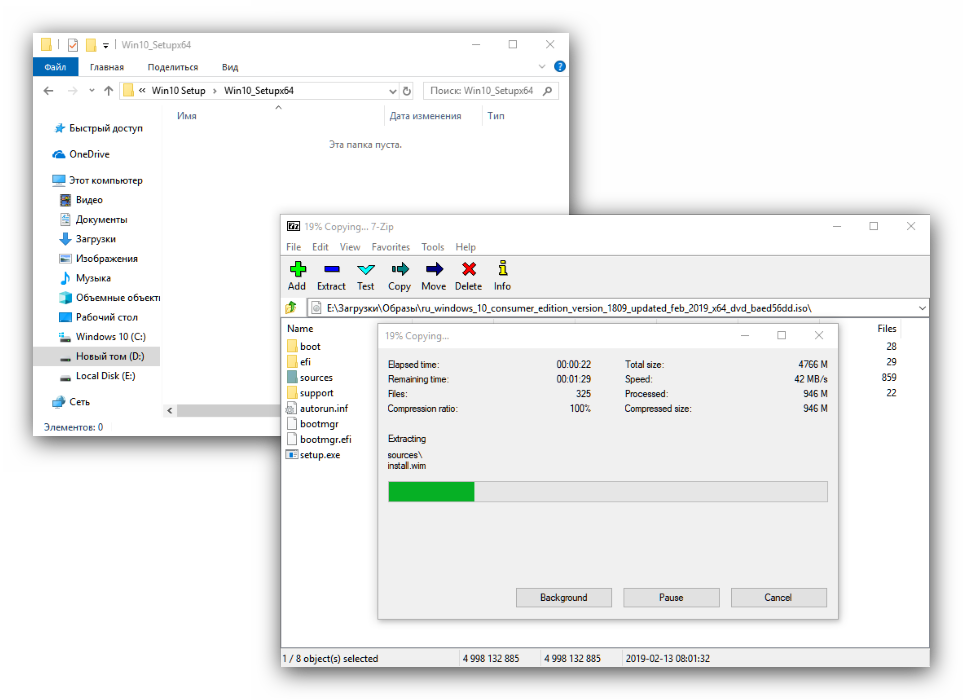 Win10_Setupx64
Файл Главная Поделиться Вид
« Win10 Setup › Win10_Setupx64 Поиск: Win10_Setupx64
Имя Дата изменения Тип
Эта папка пуста.
Быстрый доступ
OneDrive
Этот компьютер
Видео
Документы
Загрузки
Изображения
Музыка
Объемные объекты
Рабочий стол
Windows 10 (C:)
Новый том (D:)
Local Disk (E:)
Сеть
Элементов: 0
19% Copying... 7-Zip
File Edit View Favorites Tools Help
Add Extract Test Copy Move Delete Info
E:\Загрузки\Образы\ru_windows_10_consumer_edition_version_1809_updated_feb_2019_x64_dvd_baed56dd.iso\
Name Files
boot 28
efi 29
sources 859
support 22
autorun.inf
bootmgr
bootmgr.efi
setup.exe
19% Copying...
Elapsed time: 00:00:22 Total size: 4766 M
Remaining time: 00:01:29 Speed: 42 MB/s
Files: 325 Processed: 946 M
Compression ratio: 100% Compressed size: 946 M
Extracting
sources\
install.wim
Background Pause Cancel
1 / 8 object(s) selected 4 998 132 885 4 998 132 885 2019-02-13 08:01:32